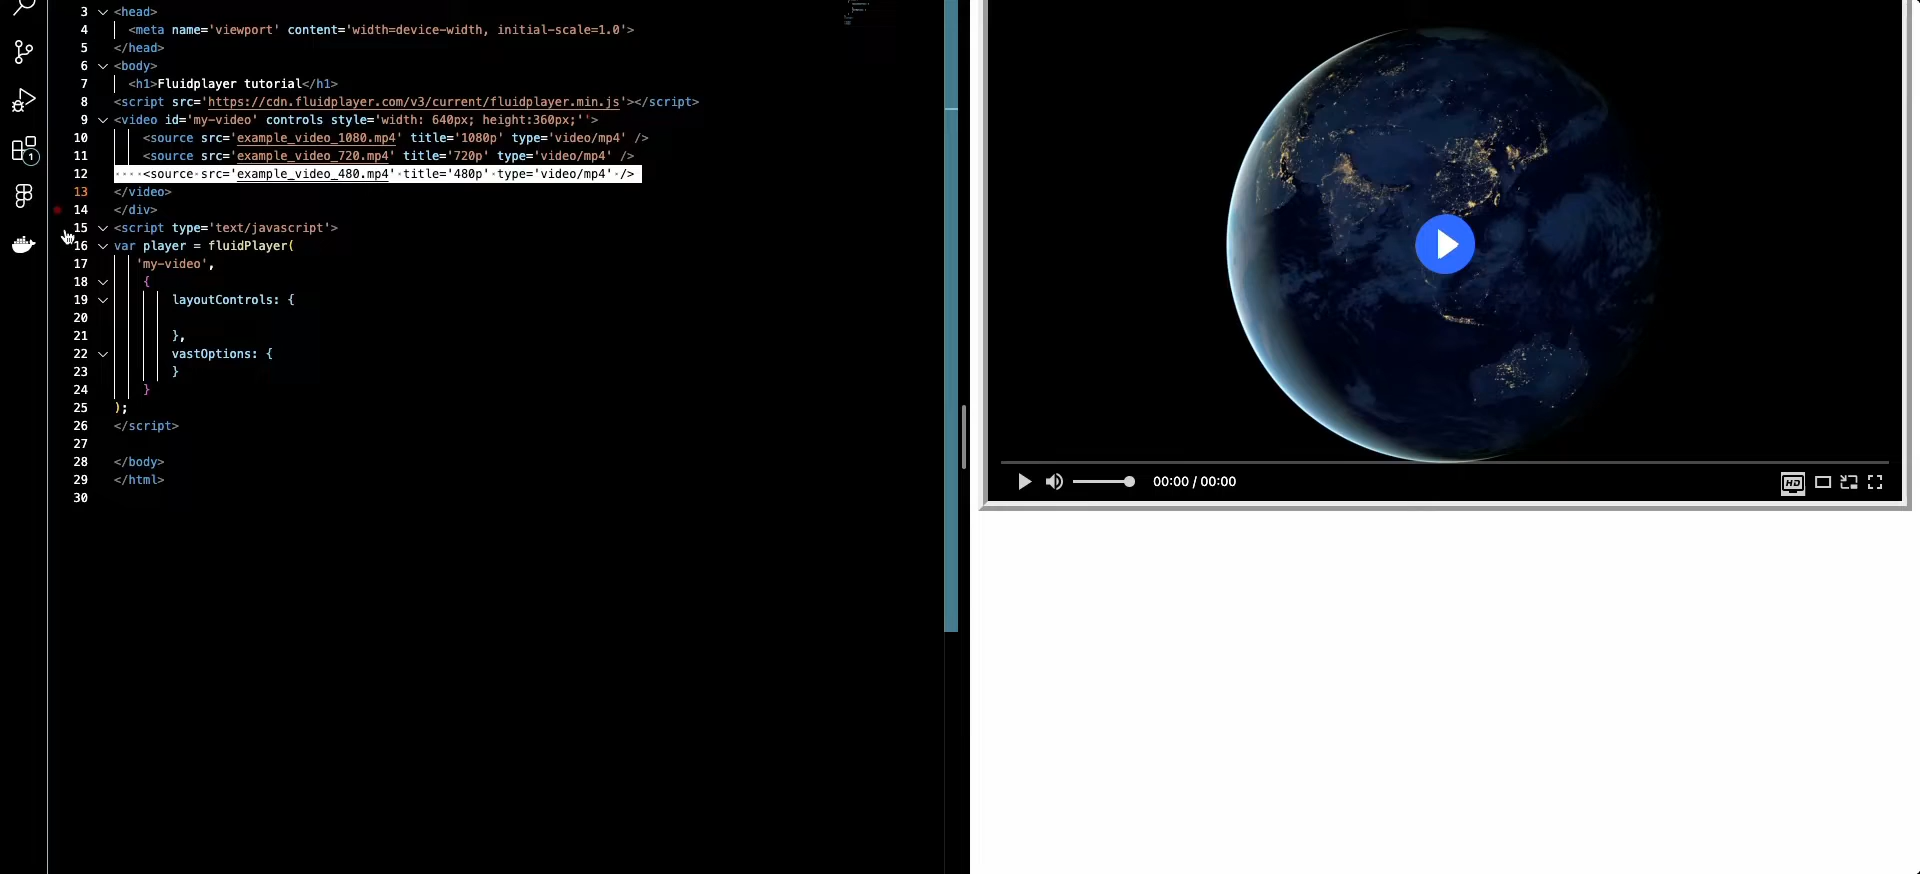 3 <head>
4 <meta name='viewport' content='width=device-width, initial-scale=1.0'>
5 </head>
6 <body>
7 <h1>Fluidplayer tutorial</h1>
8 <script src='https://cdn.fluidplayer.com/v3/current/fluidplayer.min.js'></script>
9 <video id='my-video' controls style='width: 640px; height:360px;''>
10 <source src='example_video_1080.mp4' title='1080p' type='video/mp4' />
11 <source src='example_video_720.mp4' title='720p' type='video/mp4' />
12 ····<source·src='example_video_480.mp4'·title='480p'·type='video/mp4'·/>
13 </video>
14 </div>
15 <script type='text/javascript'>
16 var player = fluidPlayer(
17 'my-video',
18 {
19 layoutControls: {
20
21 },
22 vastOptions: {
23 }
24 }
25 );
26 </script>
27
28 </body>
29 </html>
30
1
00:00 / 00:00
HD